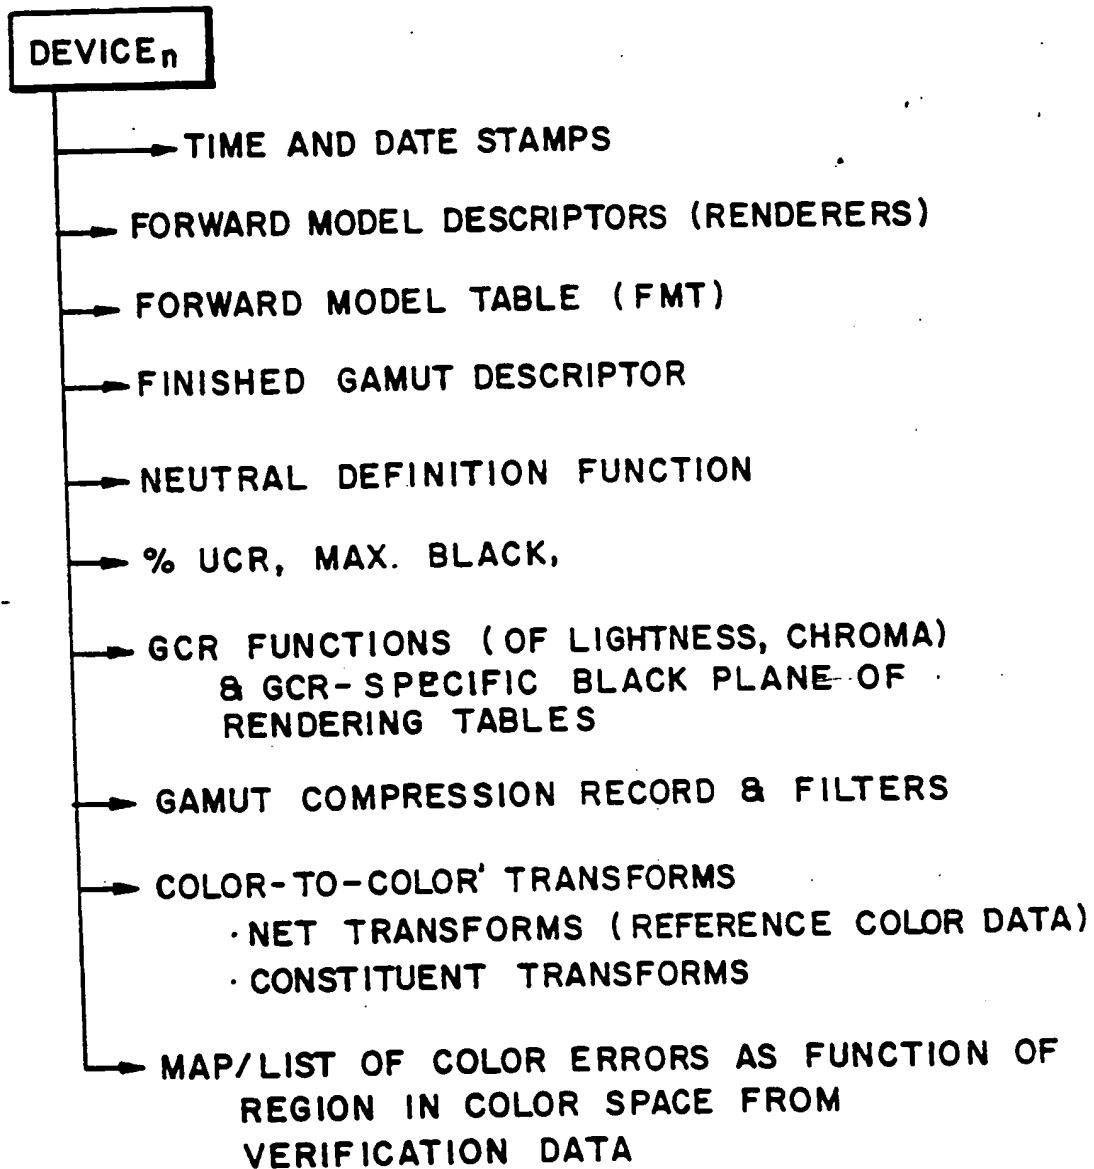 DEVICEn
TIME AND DATE STAMPS
FORWARD MODEL DESCRIPTORS (RENDERERS)
FORWARD MODEL TABLE (FMT)
FINISHED GAMUT DESCRIPTOR
NEUTRAL DEFINITION FUNCTION
% UCR, MAX. BLACK,
GCR FUNCTIONS (OF LIGHTNESS, CHROMA)
& GCR-SPECIFIC BLACK PLANE OF
RENDERING TABLES
GAMUT COMPRESSION RECORD & FILTERS
COLOR-TO-COLOR' TRANSFORMS
· NET TRANSFORMS (REFERENCE COLOR DATA)
· CONSTITUENT TRANSFORMS
MAP/LIST OF COLOR ERRORS AS FUNCTION OF
REGION IN COLOR SPACE FROM
VERIFICATION DATA